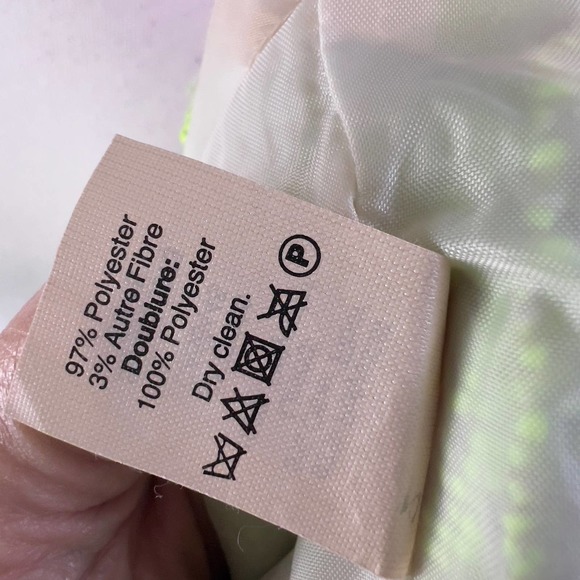 97% Polyester
3% Autre Fibre
Doublure:
100% Polyester
Dry clean.
P